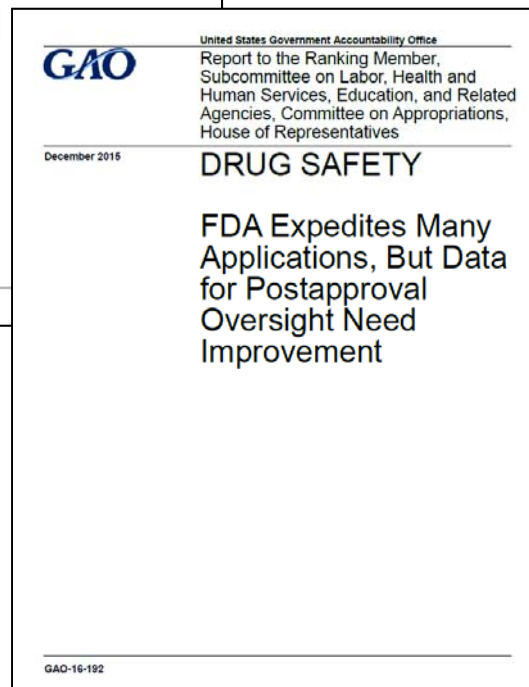 United States Government Accountability Office
GAO
Report to the Ranking Member,
Subcommittee on Labor, Health and
Human Services, Education, and Related
Agencies, Committee on Appropriations,
House of Representatives
December 2015
DRUG SAFETY
FDA Expedites Many
Applications, But Data
for Postapproval
Oversight Need
Improvement
GAO-16-192